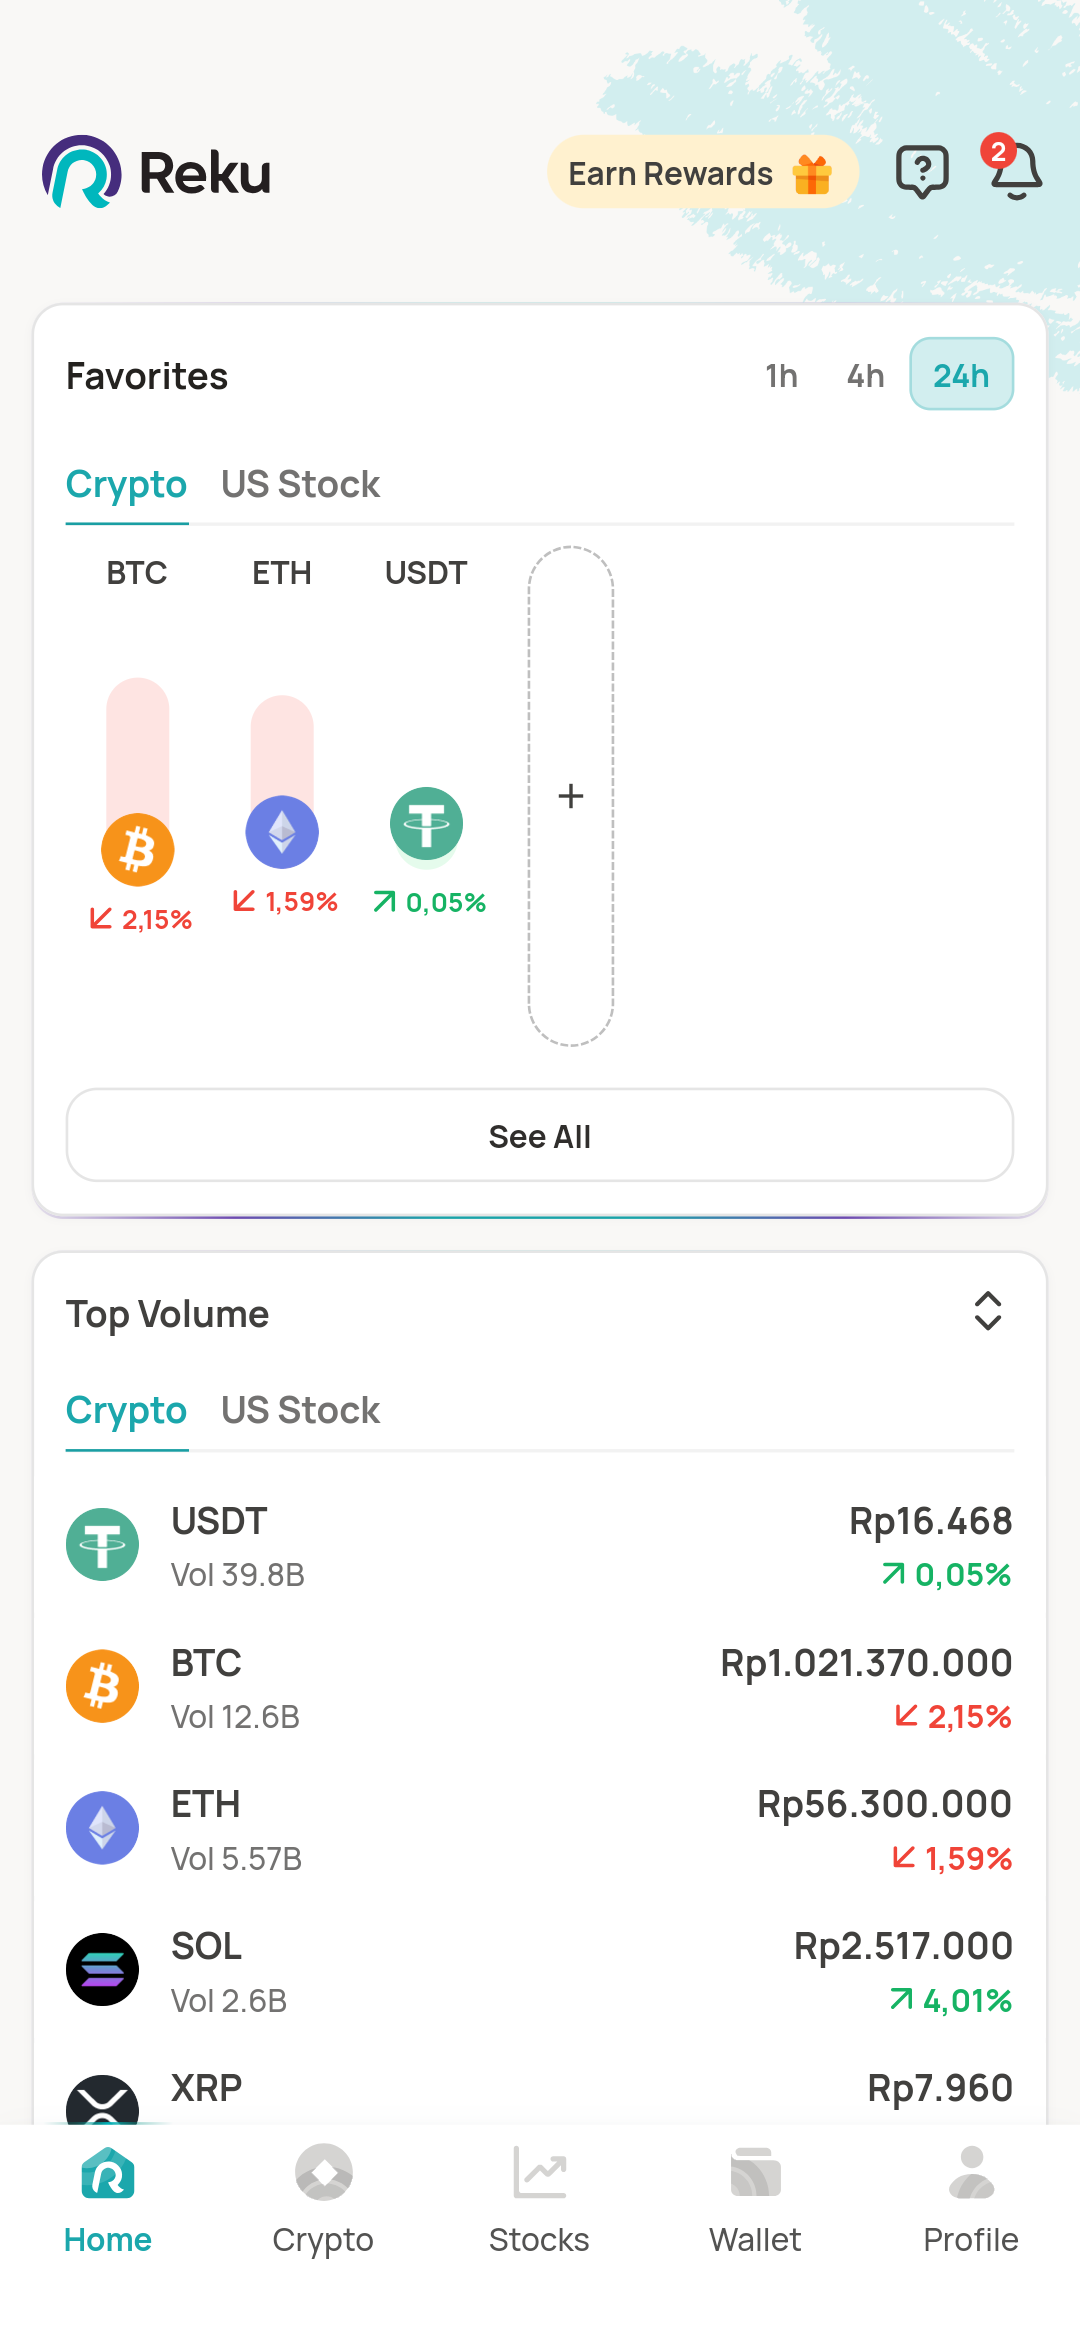 Reku
Earn Rewards
2
Favorites
1h 4h 24h
Crypto US Stock
BTC ETH USDT
+
2,15% 1,59% 0,05%
See All
Top Volume
Crypto US Stock
USDT Rp16.468
Vol 39.8B 0,05%
BTC Rp1.021.370.000
Vol 12.6B 2,15%
ETH Rp56.300.000
Vol 5.57B 1,59%
SOL Rp2.517.000
Vol 2.6B 4,01%
XRP Rp7.960
Home Crypto Stocks Wallet Profile